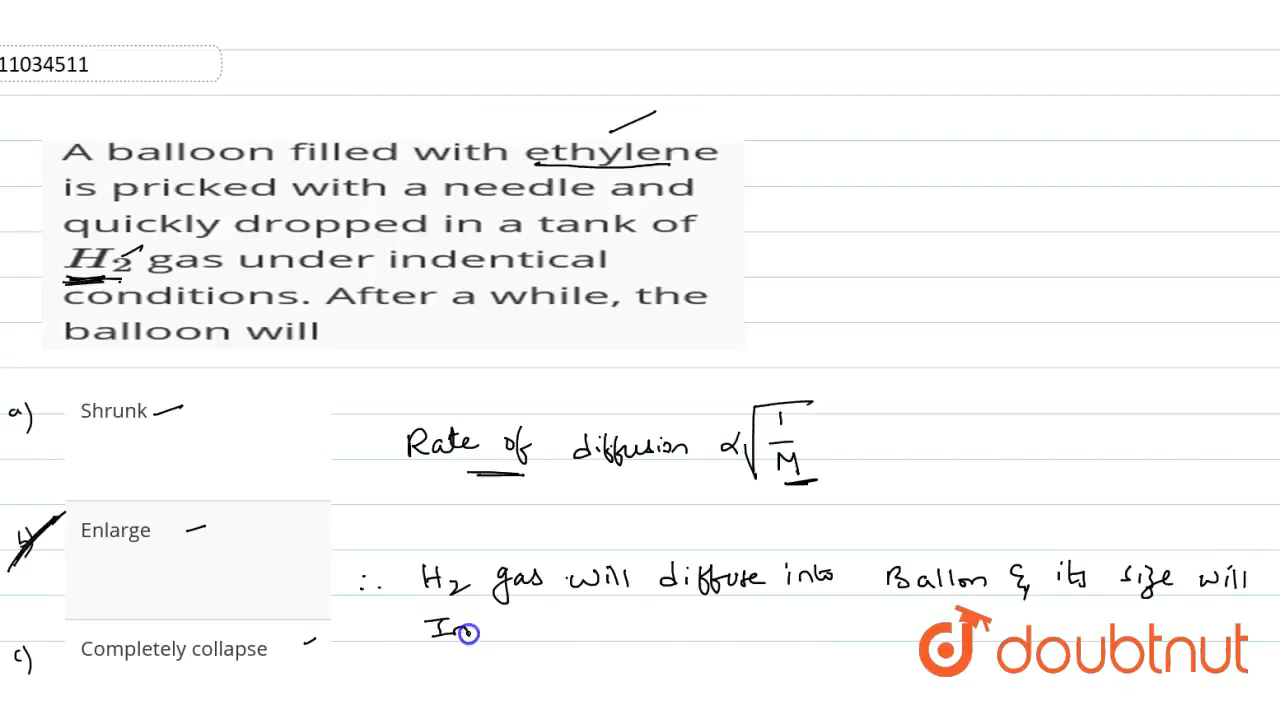 11034511
A balloon filled with ethylene
is pricked with a needle and
quickly dropped in a tank of
H₂ gas under indentical
conditions. After a while, the
balloon will
a) Shrunk
Rate of diffusion α √1/M
b) Enlarge
∴ H₂ gas will diffuse into Ballon & its size will
In
c) Completely collapse
doubtnut